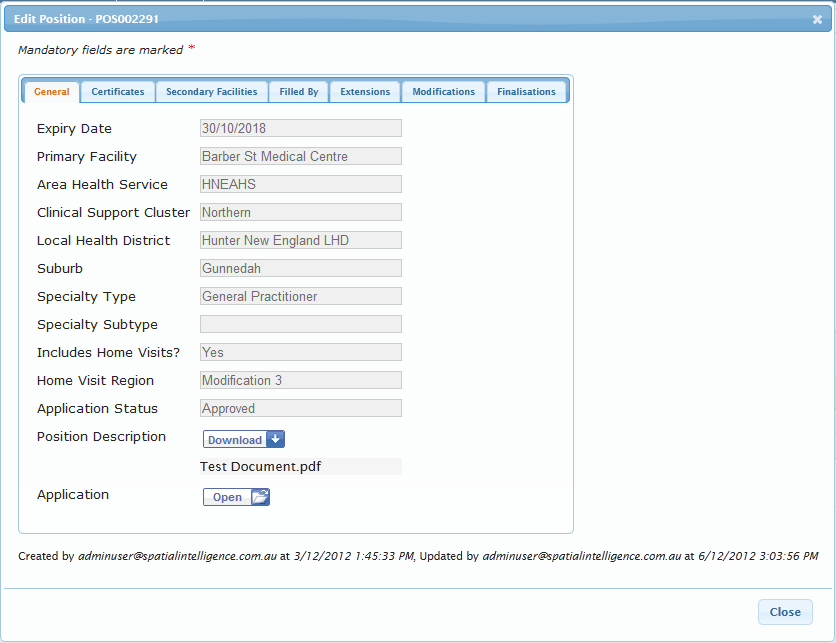 Edit Position - POS002291
Mandatory fields are marked *
General Certificates Secondary Facilities Filled By Extensions Modifications Finalisations
Expiry Date 30/10/2018
Primary Facility Barber St Medical Centre
Area Health Service HNEAHS
Clinical Support Cluster Northern
Local Health District Hunter New England LHD
Suburb Gunnedah
Specialty Type General Practitioner
Specialty Subtype
Includes Home Visits? Yes
Home Visit Region Modification 3
Application Status Approved
Position Description Download
Test Document.pdf
Application Open
Created by adminuser@spatialintelligence.com.au at 3/12/2012 1:45:33 PM, Updated by adminuser@spatialintelligence.com.au at 6/12/2012 3:03:56 PM
Close